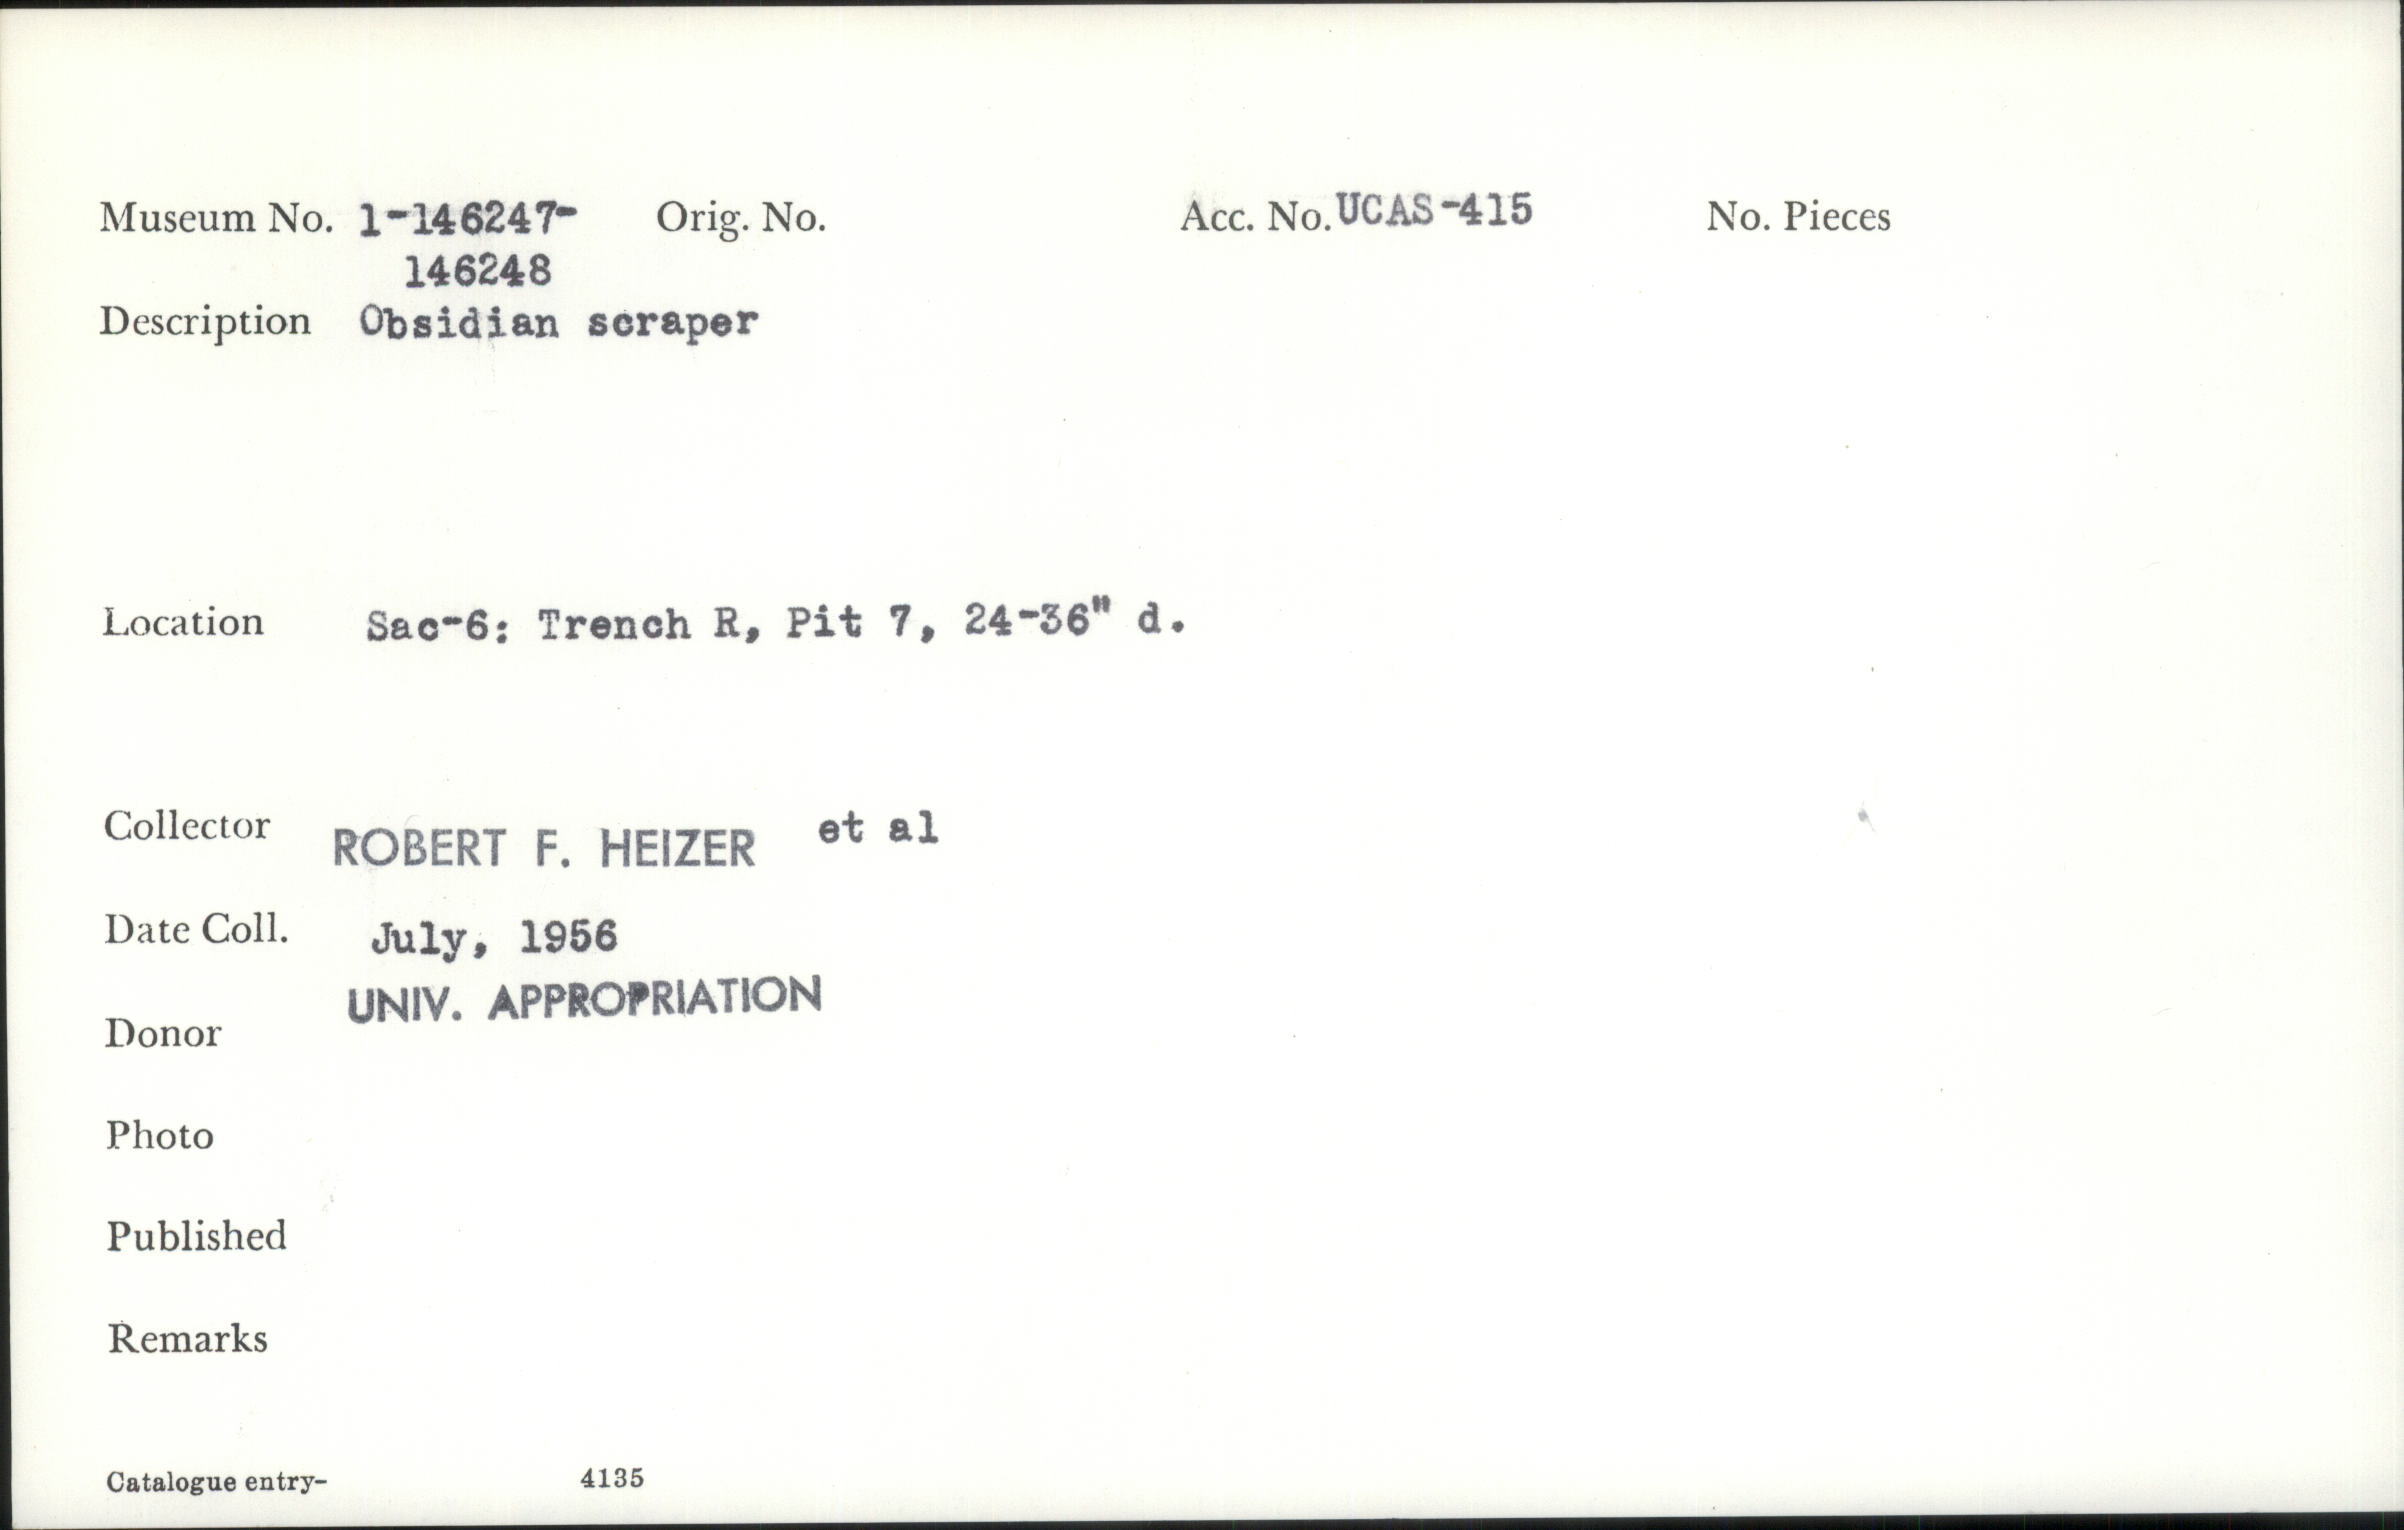 Museum No. 1-146247- Orig. No. Acc. No. UCAS-415 No. Pieces
146248
Description Obsidian scraper
Location Sac-6: Trench R, Pit 7, 24-36" d.
Collector ROBERT F. HEIZER et al
Date Coll. July, 1956
UNIV. APPROPRIATION
Donor
Photo
Published
Remarks
Catalogue entry- 4135